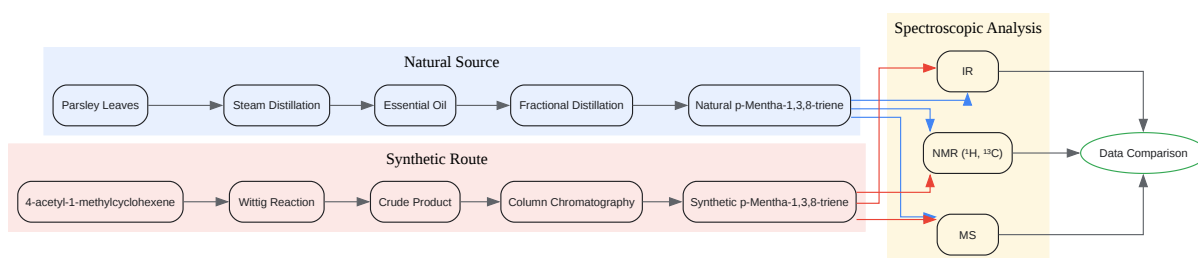 Spectroscopic Analysis
Natural Source
IR
Parsley Leaves
Steam Distillation
Essential Oil
Fractional Distillation
Natural p-Mentha-1,3,8-triene
NMR (¹H, ¹³C)
Data Comparison
Synthetic Route
4-acetyl-1-methylcyclohexene
Wittig Reaction
Crude Product
Column Chromatography
Synthetic p-Mentha-1,3,8-triene
MS